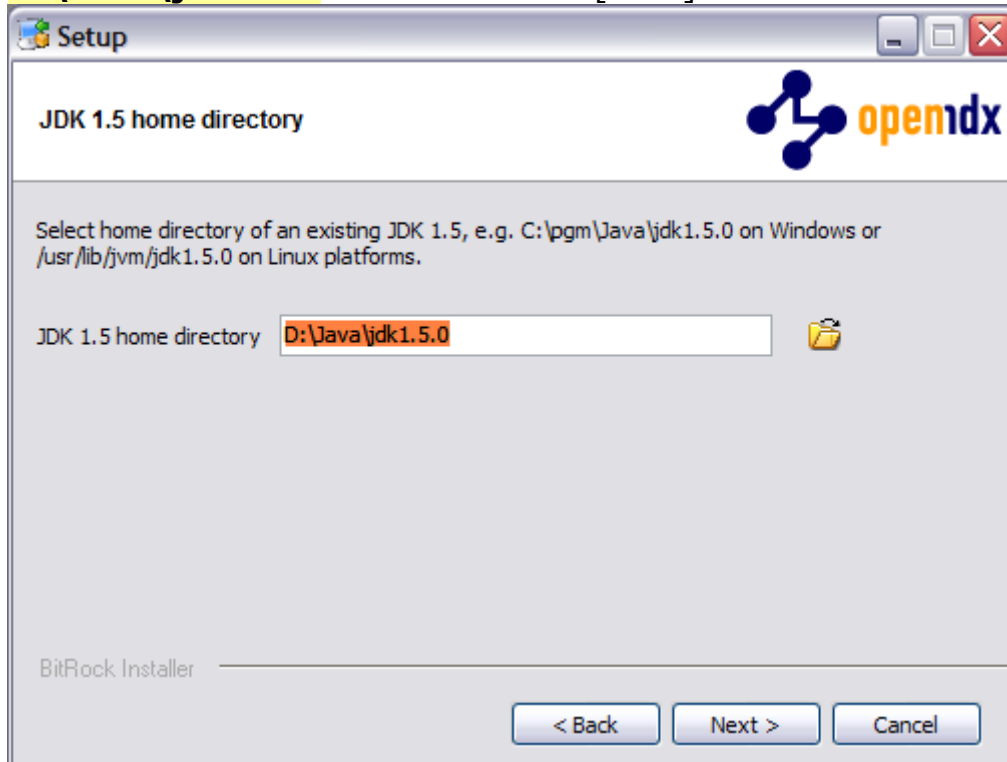 Setup
JDK 1.5 home directory
openmdx
Select home directory of an existing JDK 1.5, e.g. C:\pgm\Java\jdk1.5.0 on Windows or
/usr/lib/jvm/jdk1.5.0 on Linux platforms.
JDK 1.5 home directory D:\Java\jdk1.5.0
BitRock Installer
< Back Next > Cancel